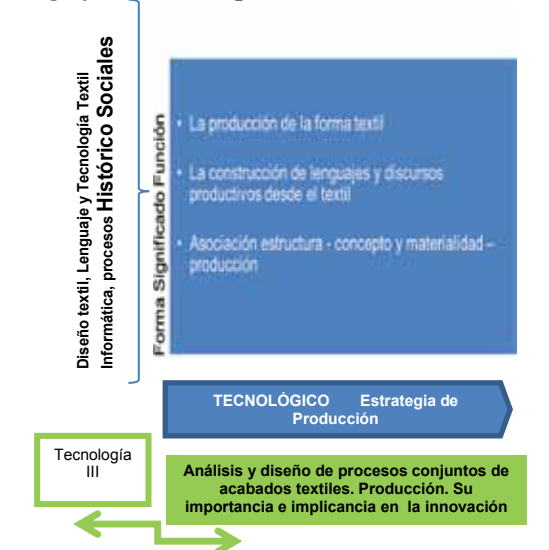 Diseño textil, Lenguaje y Tecnología Textil
Informática, procesos Histórico Sociales
Forma Significado Función
• La producción de la forma textil
• La construcción de lenguajes y discursos
productivos desde el textil
• Asociación estructura - concepto y materialidad –
producción
TECNOLÓGICO Estrategia de
Producción
Tecnología
III
Análisis y diseño de procesos conjuntos de
acabados textiles. Producción. Su
importancia e implicancia en la innovación